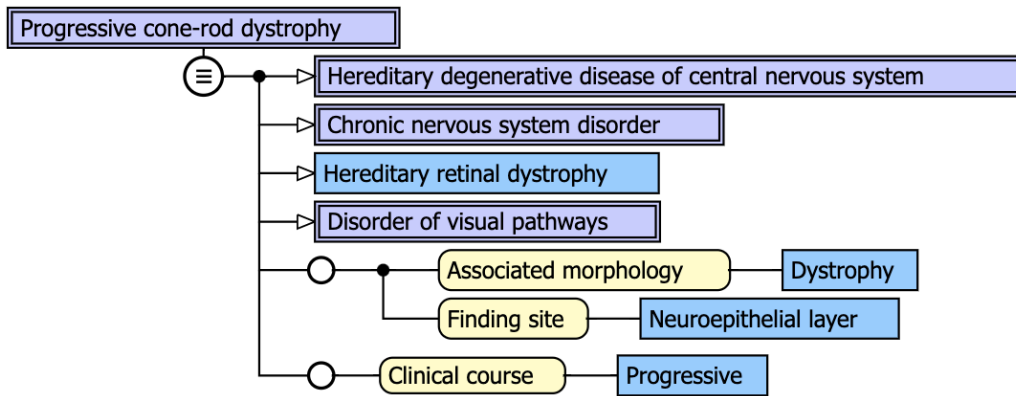 Progressive cone-rod dystrophy
≡
Hereditary degenerative disease of central nervous system
Chronic nervous system disorder
Hereditary retinal dystrophy
Disorder of visual pathways
Associated morphology Dystrophy
Finding site Neuroepithelial layer
Clinical course Progressive